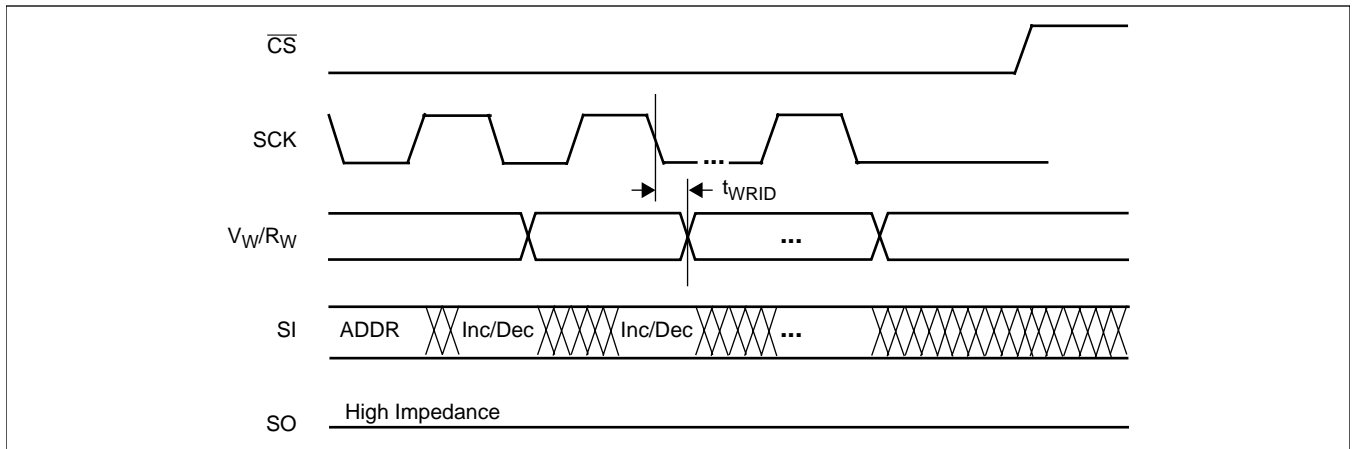 CS
SCK
...
tWRID
VW/RW
...
SI ADDR Inc/Dec Inc/Dec ...
High Impedance
SO